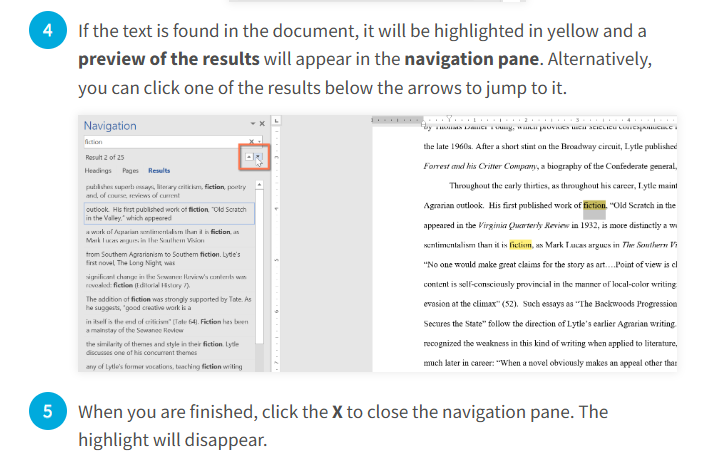 4
If the text is found in the document, it will be highlighted in yellow and a
preview of the results will appear in the navigation pane. Alternatively,
you can click one of the results below the arrows to jump to it.
Navigation
fiction
Result 2 of 25
Headings Pages Results
publishes superb essays, literary criticism, fiction, poetry
and, of course, reviews of current
outlook. His first published work of fiction, "Old Scratch
in the Valley," which appeared
a work of Agrarian sentimentalism than it is fiction, as
Mark Lucas argues in The Southern Vision
from Southern Agrarianism to Southern fiction. Lytle's
first novel, The Long Night, was
significant change in the Sewanee Review's contents was
revealed: fiction (Editorial History 7).
The addition of fiction was strongly supported by Tate. As
he suggests, "good creative work is a
in itself is the end of criticism" (Tate 64). Fiction has been
a mainstay of the Sewanee Review
the similarity of themes and style in their fiction. Lytle
discusses one of his concurrent themes
any of Lytle's former vocations, teaching fiction writing
by Thomas Daniel Young, which provides their selected correspondence
the late 1960s. After a short stint on the Broadway circuit, Lytle published
Forrest and his Critter Company, a biography of the Confederate general,
Throughout the early thirties, as throughout his career, Lytle maint
Agrarian outlook. His first published work of fiction, "Old Scratch in the
appeared in the Virginia Quarterly Review in 1932, is more distinctly a w
sentimentalism than it is fiction, as Mark Lucas argues in The Southern Vi
"No one would make great claims for the story as art....Point of view is cl
content is self-consciously provincial in the manner of local-color writing
evasion at the climax" (52). Such essays as "The Backwoods Progression
Secures the State" follow the direction of Lytle's earlier Agrarian writing.
recognized the weakness in this kind of writing when applied to literature,
much later in career: "When a novel obviously makes an appeal other than
5
When you are finished, click the X to close the navigation pane. The
highlight will disappear.